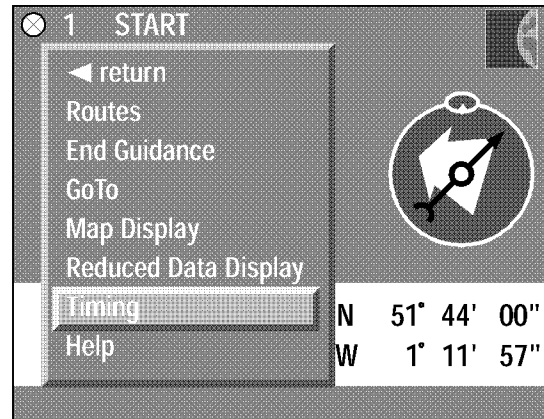 1 START
return
Routes
End Guidance
GoTo
Map Display
Reduced Data Display
Timing
Help
N 51° 44' 00"
W 1° 11' 57"